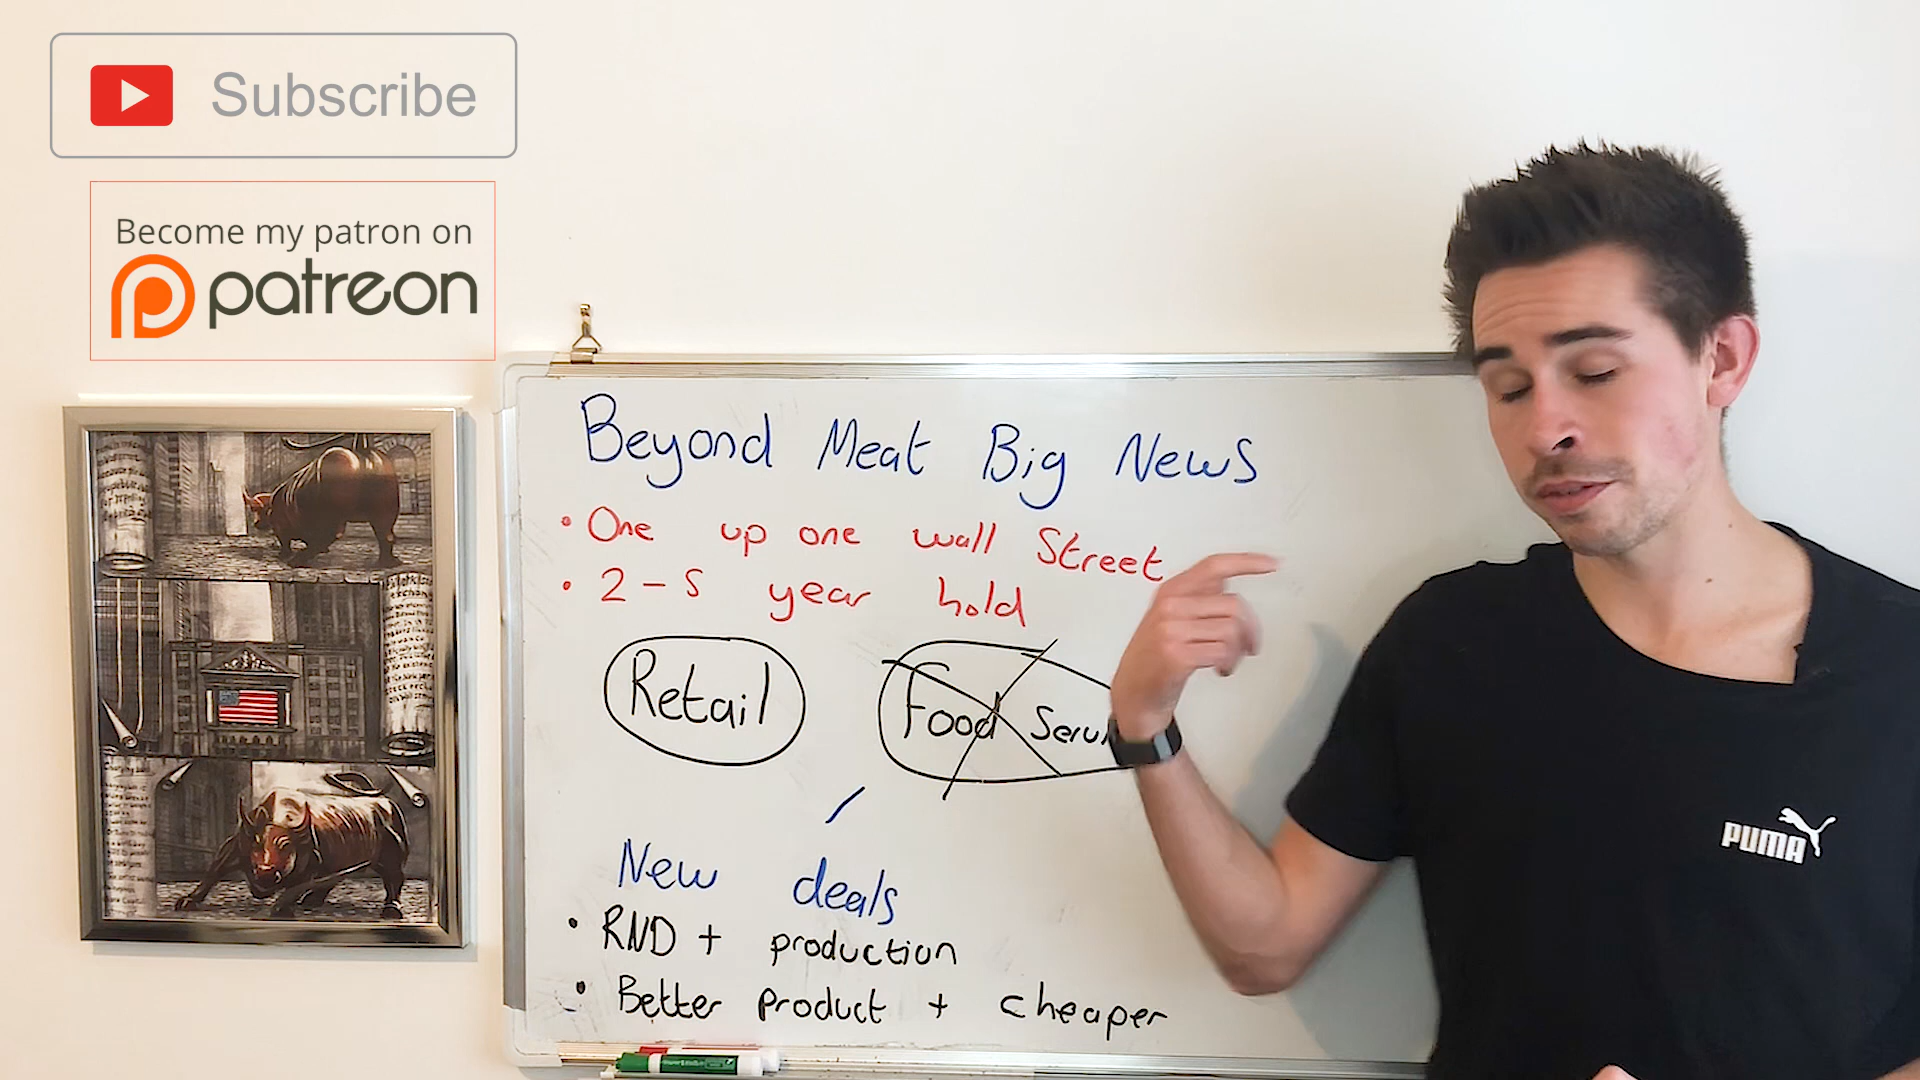 Subscribe
Become my patron on
patreon
Beyond Meat Big News
• One up one wall Street
• 2-5 year hold
Retail
Food Servi
New deals
• RND + production
• Better product + cheaper
PUMA